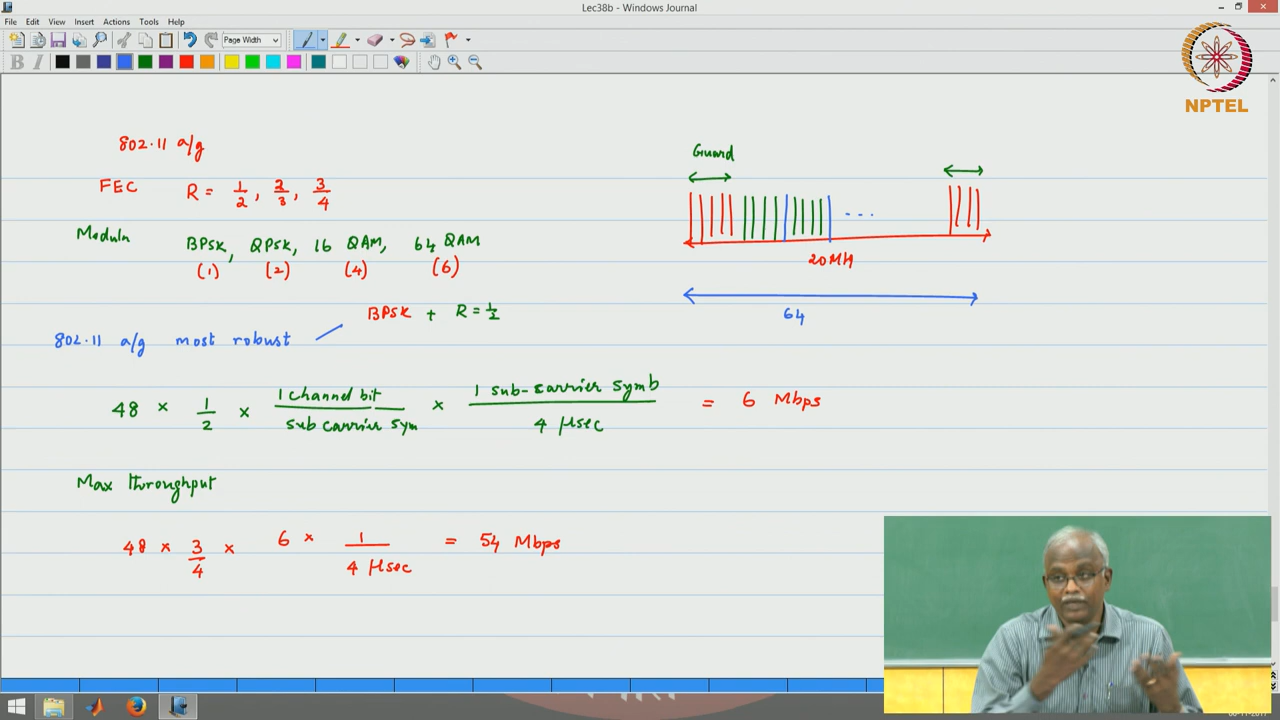 Lec38b - Windows Journal
File Edit View Insert Actions Tools Help
Page Width
B I
NPTEL
802.11 a/g
FEC R = 1/2, 2/3, 3/4
Moduln BPSK, QPSK, 16 QAM, 64 QAM
(1) (2) (4) (6)
BPSK + R = 1/2
802.11 a/g most robust
48 × 1/2 × 1 channel bit / sub carrier sym × 1 sub-carrier symb / 4 μsec = 6 Mbps
Max throughput
48 × 3/4 × 6 × 1 / 4 μsec = 54 Mbps
Guard
...
20 MH
64